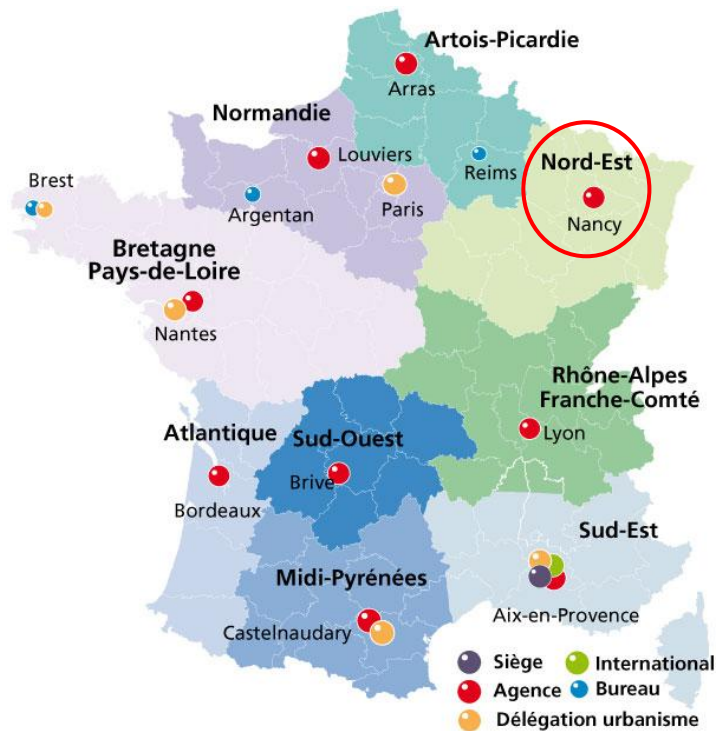 Artois-Picardie
Arras
Normandie
Louviers
Reims
Nord-Est
Nancy
Brest
Argentan
Paris
Bretagne
Pays-de-Loire
Nantes
Rhône-Alpes
Franche-Comté
Lyon
Atlantique
Sud-Ouest
Brive
Bordeaux
Sud-Est
Midi-Pyrénées
Castelnaudary
Aix-en-Provence
Siège
International
Agence
Bureau
Délégation urbanisme